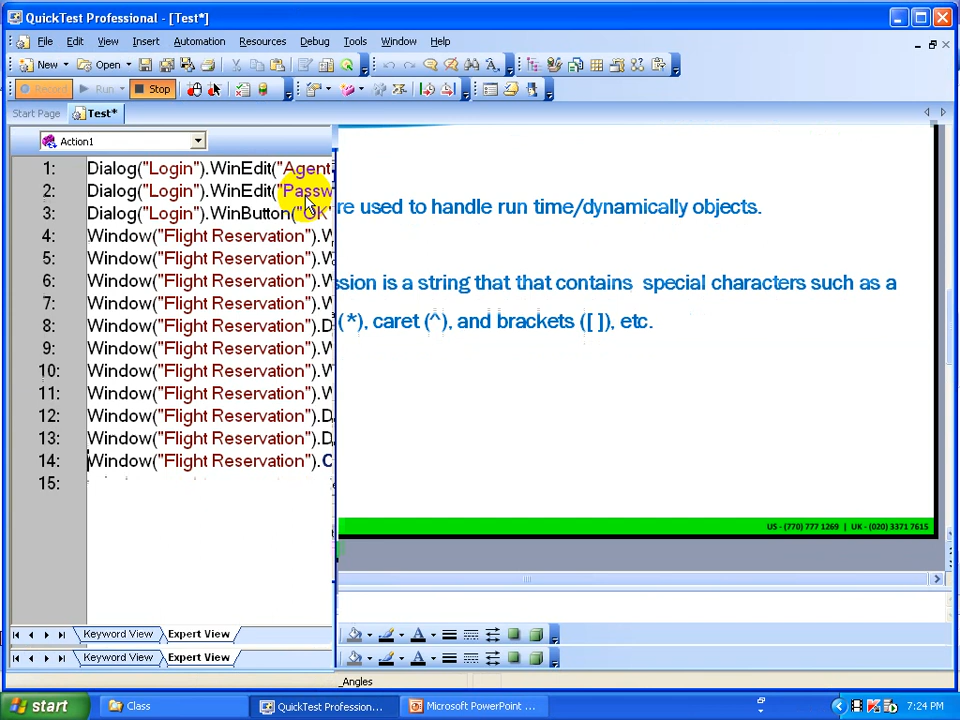 QuickTest Professional - [Test*]
File Edit View Insert Automation Resources Debug Tools Window Help
New Open
Record Run Stop
Start Page Test*
Action1
1: Dialog("Login").WinEdit("Agent
2: Dialog("Login").WinEdit("Passw
3: Dialog("Login").WinButton("OK"
4: Window("Flight Reservation").W
5: Window("Flight Reservation").W
6: Window("Flight Reservation").W
7: Window("Flight Reservation").W
8: Window("Flight Reservation").D
9: Window("Flight Reservation").W
10: Window("Flight Reservation").W
11: Window("Flight Reservation").W
12: Window("Flight Reservation").D
13: Window("Flight Reservation").D
14: Window("Flight Reservation").C
15:
re used to handle run time/dynamically objects.
ssion is a string that that contains special characters such as a
(*), caret (^), and brackets ([ ]), etc.
US - (770) 777 1269 | UK - (020) 3371 7615
Keyword View Expert View
Keyword View Expert View
_Angles
start Class QuickTest Profession... Microsoft PowerPoint ... 7:24 PM